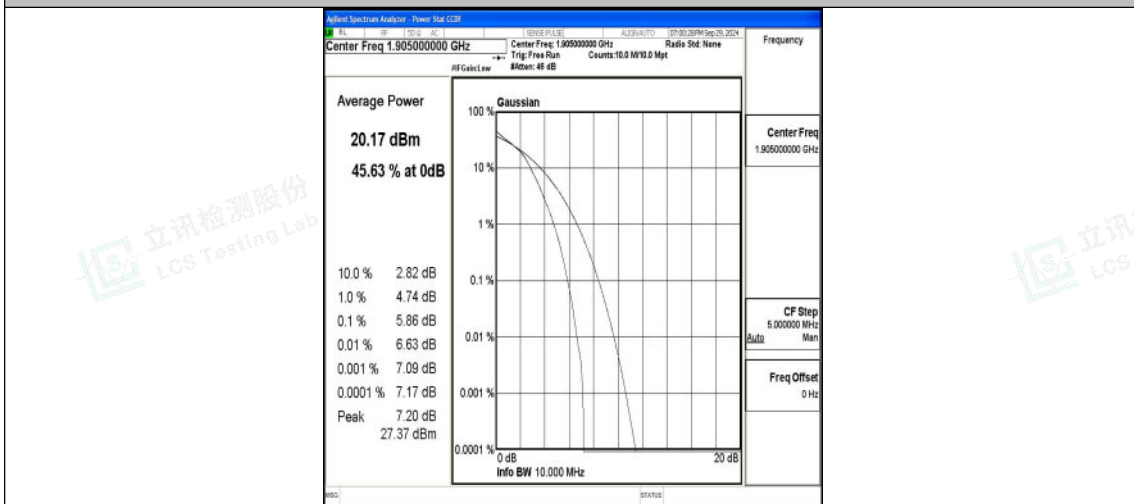 Agilent Spectrum Analyzer - Power Stat CCDF
RL RF 50 Ω AC SENSE:PULSE ALIGNAUTO 07:00:28PM Sep 29, 2024
Center Freq 1.905000000 GHz
Center Freq: 1.905000000 GHz Radio Std: None
Trig: Free Run Counts:10.0 M/10.0 Mpt
#IFGain:Low #Atten: 46 dB
Frequency
Average Power
20.17 dBm
45.63 % at 0dB
10.0 % 2.82 dB
1.0 % 4.74 dB
0.1 % 5.86 dB
0.01 % 6.63 dB
0.001 % 7.09 dB
0.0001 % 7.17 dB
Peak 7.20 dB
27.37 dBm
Gaussian
100 %
10 %
1 %
0.1 %
0.01 %
0.001 %
0.0001 %
0 dB 20 dB
Info BW 10.000 MHz
Center Freq
1.905000000 GHz
CF Step
5.000000 MHz
Auto Man
Freq Offset
0 Hz
MSG STATUS
立讯检测股份
LCS Testing Lab
立讯
LCS